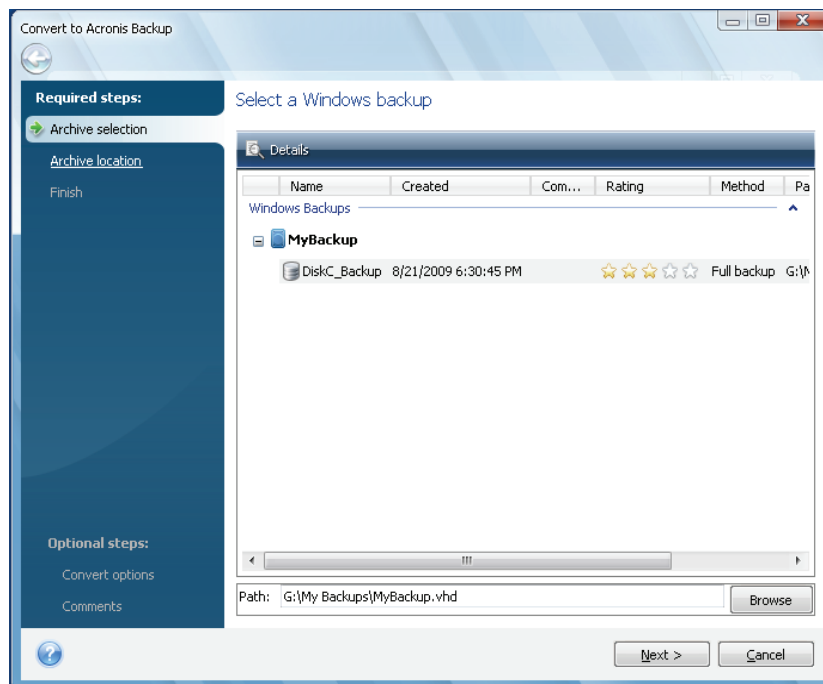 Convert to Acronis Backup
Required steps:
Archive selection
Archive location
Finish
Optional steps:
Convert options
Comments
Select a Windows backup
Details
Name Created Com... Rating Method Pa
Windows Backups
MyBackup
DiskC_Backup 8/21/2009 6:30:45 PM Full backup G:\M
Path: G:\My Backups\MyBackup.vhd Browse
Next > Cancel